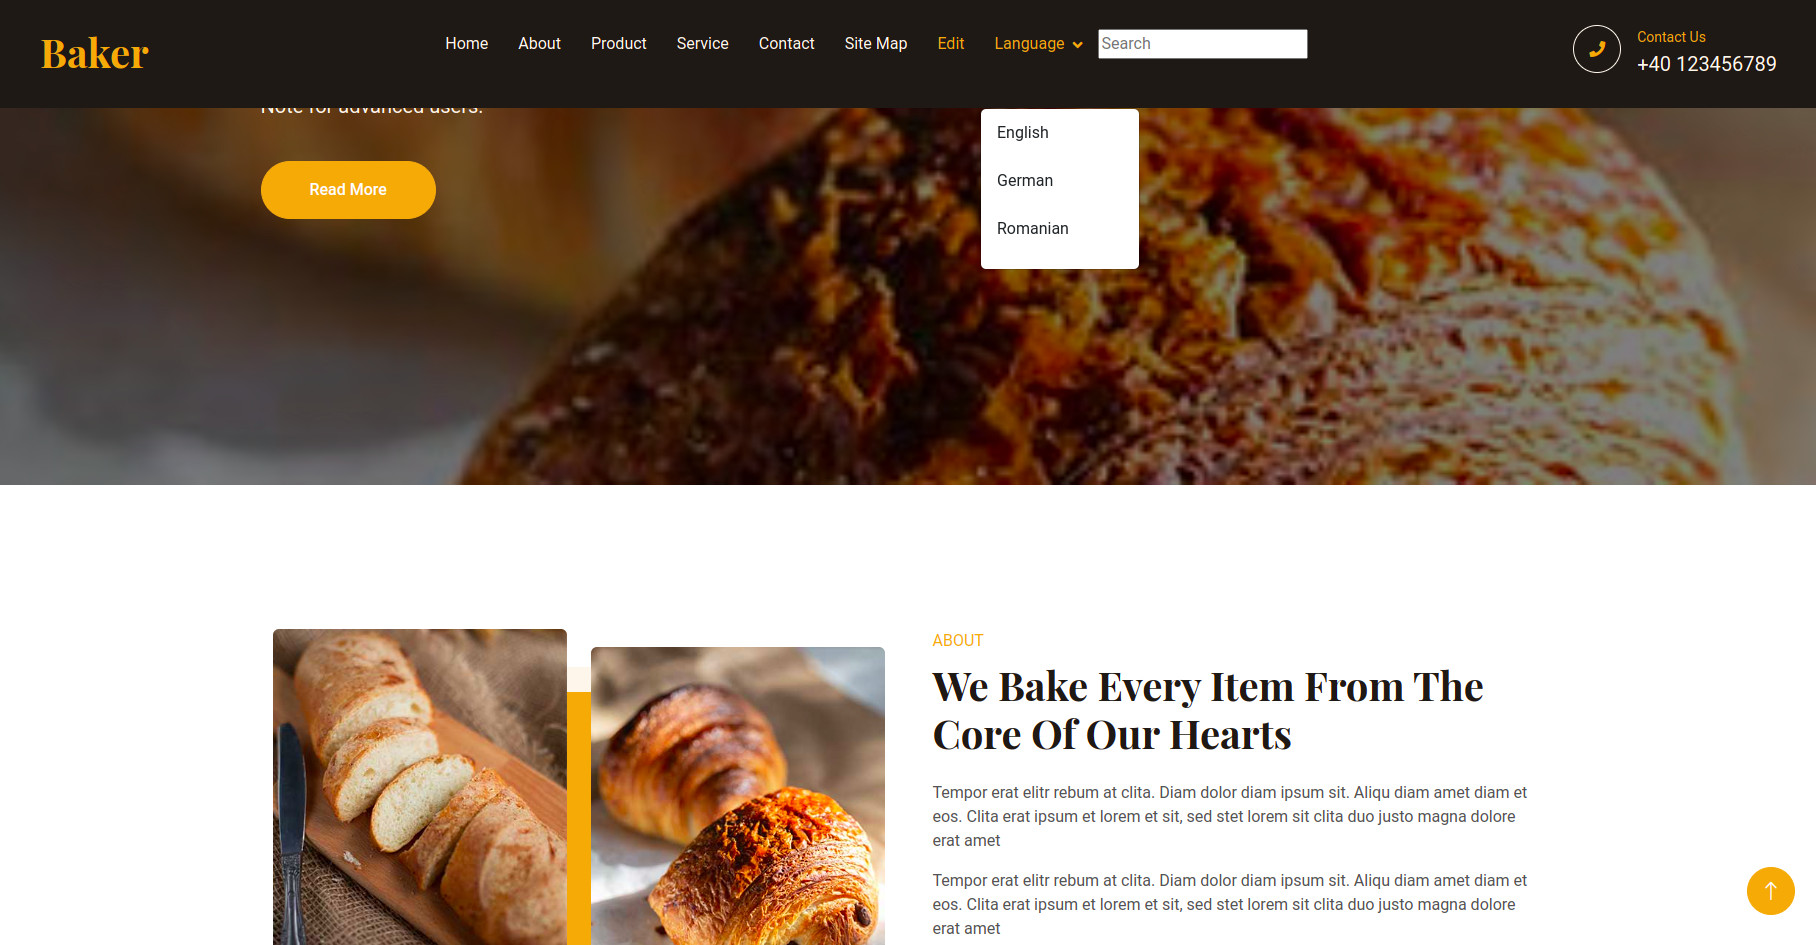 Baker
Home About Product Service Contact Site Map Edit Language Search
Contact Us
+40 123456789
Note for advanced users.
Read More
English
German
Romanian
ABOUT
We Bake Every Item From The
Core Of Our Hearts
Tempor erat elitr rebum at clita. Diam dolor diam ipsum sit. Aliqu diam amet diam et
eos. Clita erat ipsum et lorem et sit, sed stet lorem sit clita duo justo magna dolore
erat amet
Tempor erat elitr rebum at clita. Diam dolor diam ipsum sit. Aliqu diam amet diam et
eos. Clita erat ipsum et lorem et sit, sed stet lorem sit clita duo justo magna dolore
erat amet